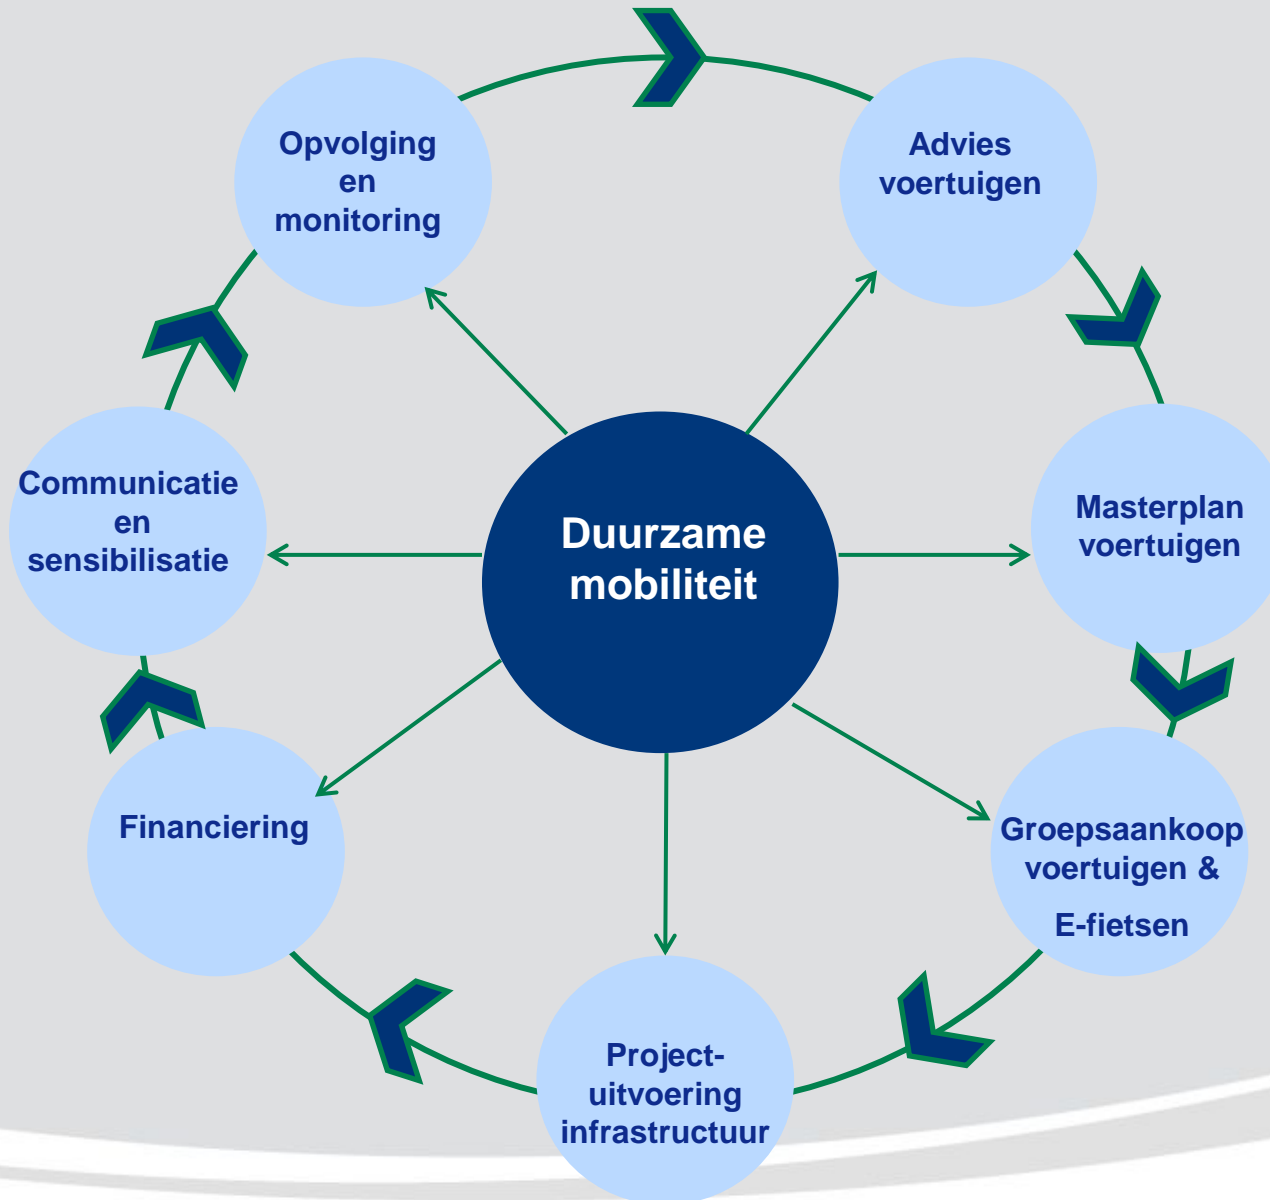 Opvolging
en
monitoring
Advies
voertuigen
Communicatie
en
sensibilisatie
Duurzame
mobiliteit
Masterplan
voertuigen
Financiering
Groepsaankoop
voertuigen &
E-fietsen
Project-
uitvoering
infrastructuur